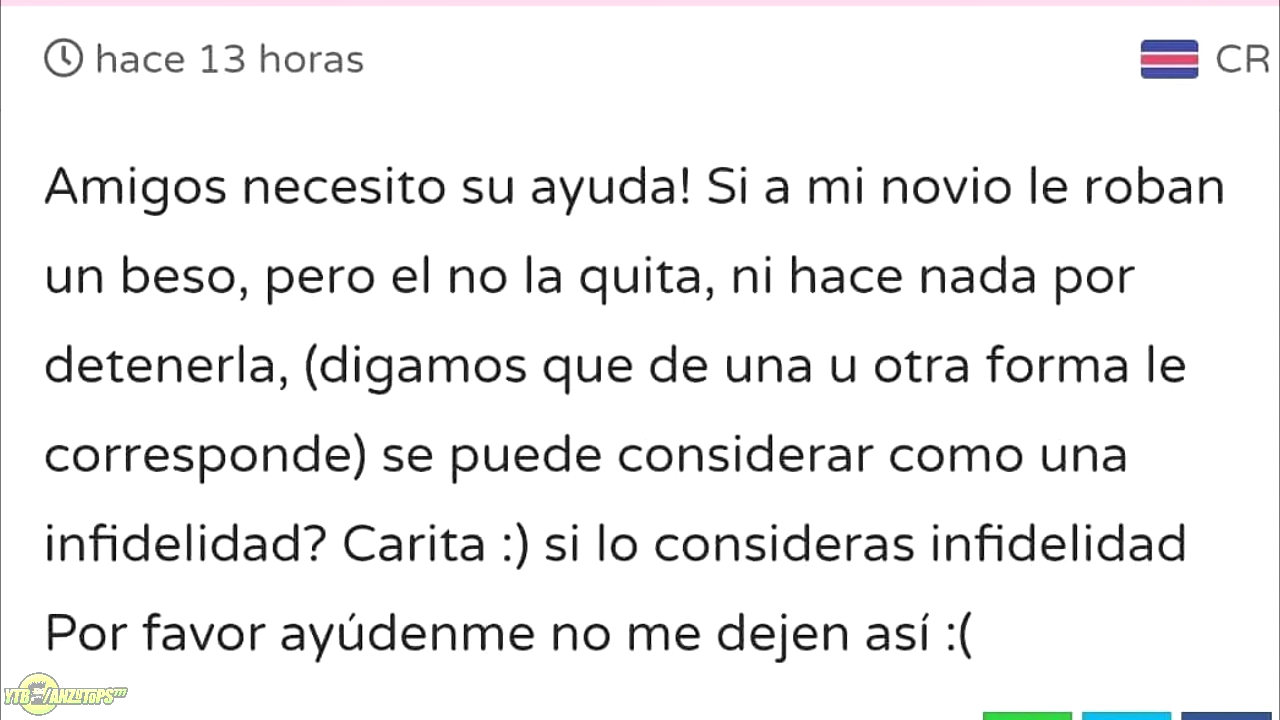 hace 13 horas CR
Amigos necesito su ayuda! Si a mi novio le roban
un beso, pero el no la quita, ni hace nada por
detenerla, (digamos que de una u otra forma le
corresponde) se puede considerar como una
infidelidad? Carita :) si lo consideras infidelidad
Por favor ayúdenme no me dejen así :(